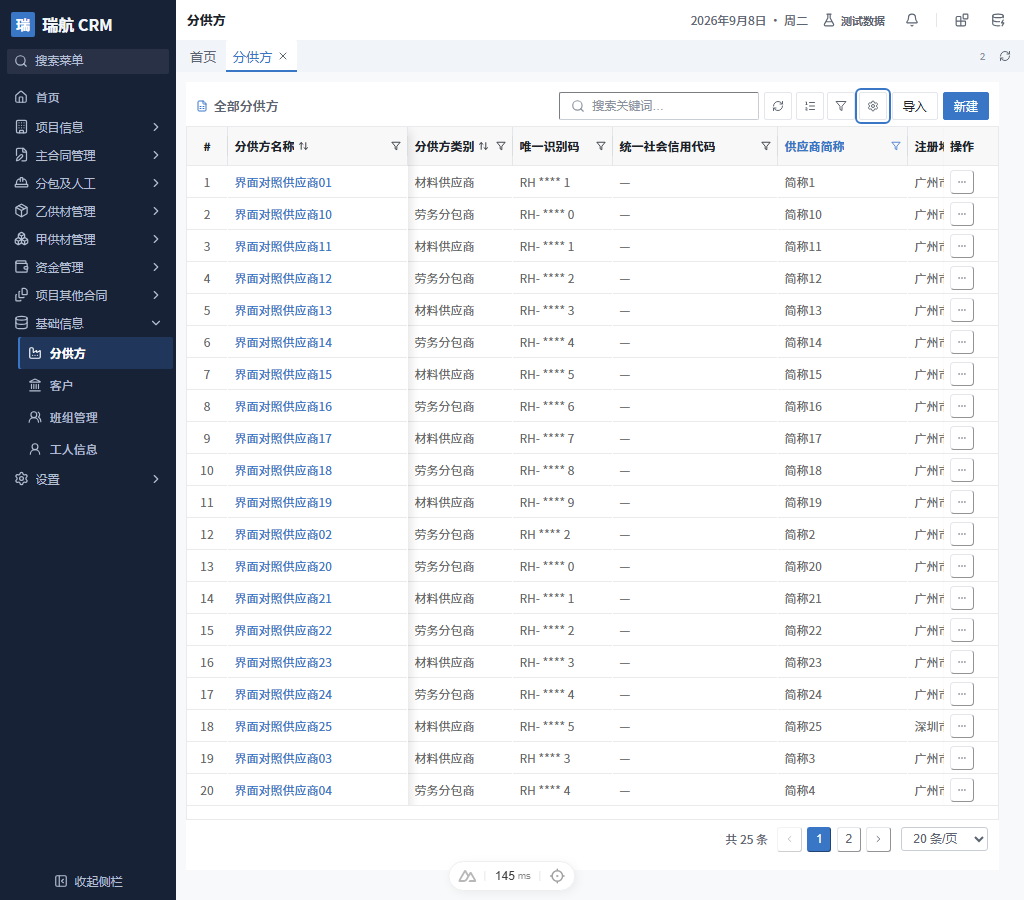 瑞 瑞航 CRM
搜索菜单
首页
项目信息
主合同管理
分包及人工
乙供材管理
甲供材管理
资金管理
项目其他合同
基础信息
分供方
客户
班组管理
工人信息
设置
收起侧栏
分供方
2026年9月8日 · 周二 测试数据
首页 分供方 2
全部分供方 搜索关键词... 导入 新建
# 分供方名称 分供方类别 唯一识别码 统一社会信用代码 供应商简称 操作
1 界面对照供应商01 材料供应商 RH **** 1 — 简称1 广州 ...
2 界面对照供应商10 劳务分包商 RH- **** 0 — 简称10 广州 ...
3 界面对照供应商11 材料供应商 RH- **** 1 — 简称11 广州 ...
4 界面对照供应商12 劳务分包商 RH- **** 2 — 简称12 广州 ...
5 界面对照供应商13 材料供应商 RH- **** 3 — 简称13 广州 ...
6 界面对照供应商14 劳务分包商 RH- **** 4 — 简称14 广州 ...
7 界面对照供应商15 材料供应商 RH- **** 5 — 简称15 广州 ...
8 界面对照供应商16 劳务分包商 RH- **** 6 — 简称16 广州 ...
9 界面对照供应商17 材料供应商 RH- **** 7 — 简称17 广州 ...
10 界面对照供应商18 劳务分包商 RH- **** 8 — 简称18 广州 ...
11 界面对照供应商19 材料供应商 RH- **** 9 — 简称19 广州 ...
12 界面对照供应商02 劳务分包商 RH **** 2 — 简称2 广州 ...
13 界面对照供应商20 劳务分包商 RH- **** 0 — 简称20 广州 ...
14 界面对照供应商21 材料供应商 RH- **** 1 — 简称21 广州 ...
15 界面对照供应商22 劳务分包商 RH- **** 2 — 简称22 广州 ...
16 界面对照供应商23 材料供应商 RH- **** 3 — 简称23 广州 ...
17 界面对照供应商24 劳务分包商 RH- **** 4 — 简称24 广州 ...
18 界面对照供应商25 材料供应商 RH- **** 5 — 简称25 深圳 ...
19 界面对照供应商03 材料供应商 RH **** 3 — 简称3 广州 ...
20 界面对照供应商04 劳务分包商 RH **** 4 — 简称4 广州 ...
共 25 条 1 2 20 条/页
145 ms